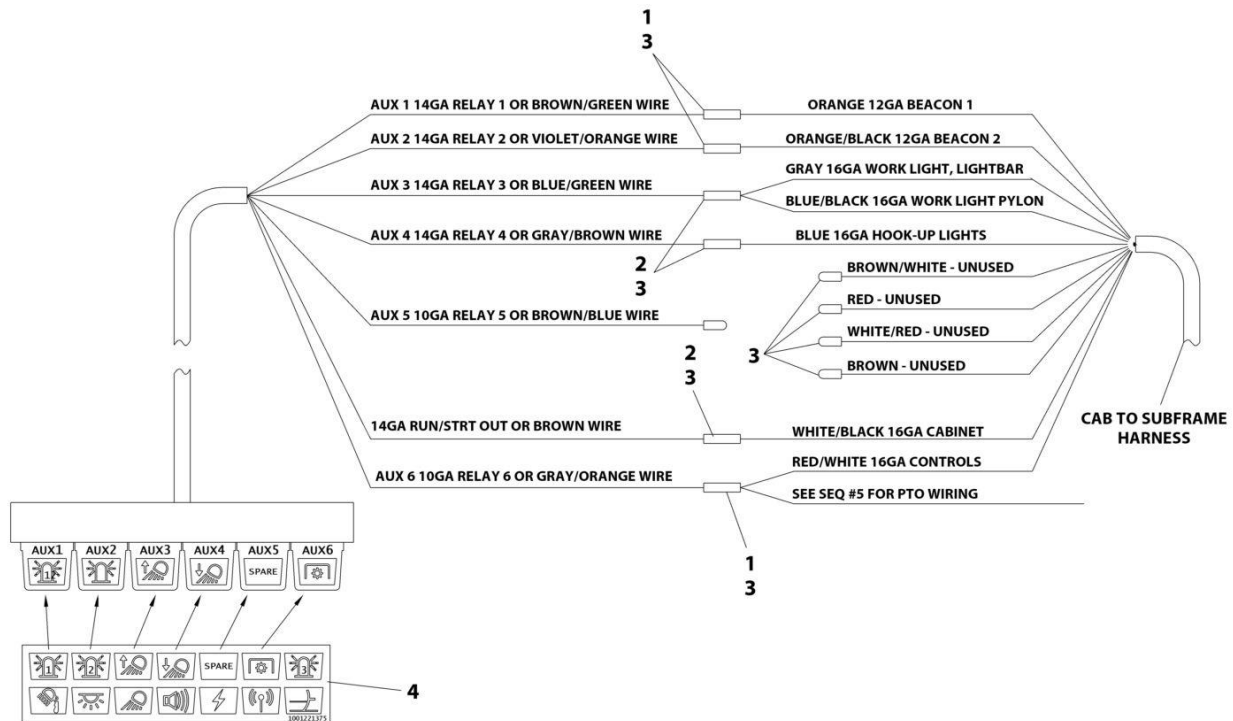 1
3
AUX 1 14GA RELAY 1 OR BROWN/GREEN WIRE
ORANGE 12GA BEACON 1
AUX 2 14GA RELAY 2 OR VIOLET/ORANGE WIRE
ORANGE/BLACK 12GA BEACON 2
GRAY 16GA WORK LIGHT, LIGHTBAR
AUX 3 14GA RELAY 3 OR BLUE/GREEN WIRE
BLUE/BLACK 16GA WORK LIGHT PYLON
AUX 4 14GA RELAY 4 OR GRAY/BROWN WIRE
BLUE 16GA HOOK-UP LIGHTS
2
3
BROWN/WHITE - UNUSED
RED - UNUSED
AUX 5 10GA RELAY 5 OR BROWN/BLUE WIRE
WHITE/RED - UNUSED
2
3
3
BROWN - UNUSED
CAB TO SUBFRAME
HARNESS
14GA RUN/STRT OUT OR BROWN WIRE
WHITE/BLACK 16GA CABINET
RED/WHITE 16GA CONTROLS
AUX 6 10GA RELAY 6 OR GRAY/ORANGE WIRE
SEE SEQ #5 FOR PTO WIRING
1
3
AUX1 AUX2 AUX3 AUX4 AUX5 AUX6
12 SPARE
1 2 SPARE 3
4
1001221375